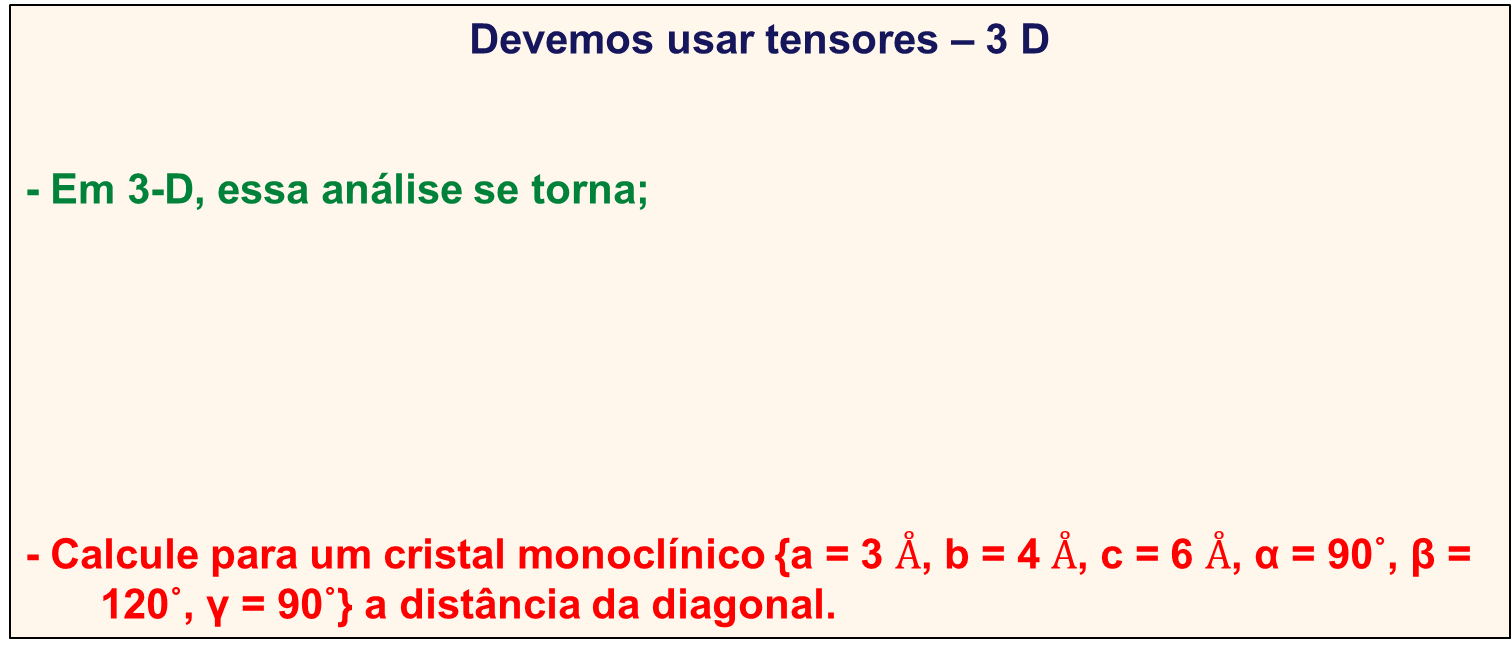 Devemos usar tensores – 3 D
- Em 3-D, essa análise se torna;
- Calcule para um cristal monoclínico {a = 3 Å, b = 4 Å, c = 6 Å, α = 90˚, β =
120˚, γ = 90˚} a distância da diagonal.